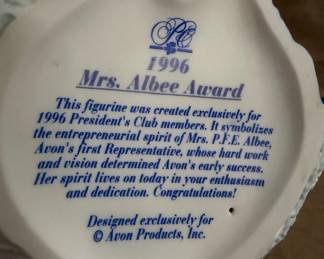 PC
1996
Mrs. Albee Award
This figurine was created exclusively for
1996 President's Club members. It symbolizes
the entrepreneurial spirit of Mrs. P.F.E. Albee,
Avon's first Representative, whose hard work
and vision determined Avon's early success.
Her spirit lives on today in your enthusiasm
and dedication. Congratulations!
Designed exclusively for
© Avon Products, Inc.